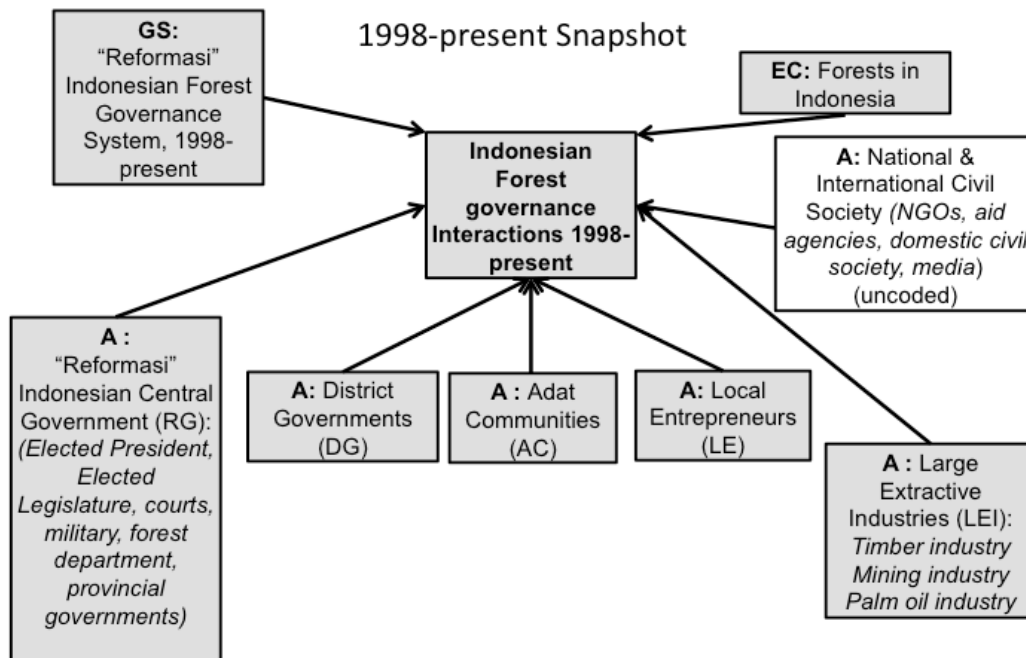 1998-present Snapshot
GS:
“Reformasi”
Indonesian Forest
Governance
System, 1998-
present
EC: Forests in
Indonesia
Indonesian
Forest
governance
Interactions 1998-
present
A: National &
International Civil
Society (NGOs, aid
agencies, domestic civil
society, media)
(uncoded)
A :
“Reformasi”
Indonesian Central
Government (RG):
(Elected President,
Elected
Legislature, courts,
military, forest
department,
provincial
governments)
A: District
Governments
(DG)
A : Adat
Communities
(AC)
A: Local
Entrepreneurs
(LE)
A : Large
Extractive
Industries (LEI):
Timber industry
Mining industry
Palm oil industry